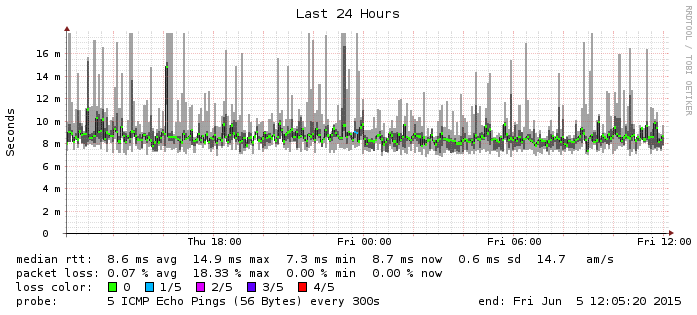 Last 24 Hours
RRDTOOL / TOBI OETIKER
Seconds
16 m
14 m
12 m
10 m
8 m
6 m
4 m
2 m
0
Thu 18:00 Fri 00:00 Fri 06:00 Fri 12:00
median rtt: 8.6 ms avg 14.9 ms max 7.3 ms min 8.7 ms now 0.6 ms sd 14.7 am/s
packet loss: 0.07 % avg 18.33 % max 0.00 % min 0.00 % now
loss color: 0 1/5 2/5 3/5 4/5
probe: 5 ICMP Echo Pings (56 Bytes) every 300s end: Fri Jun 5 12:05:20 2015